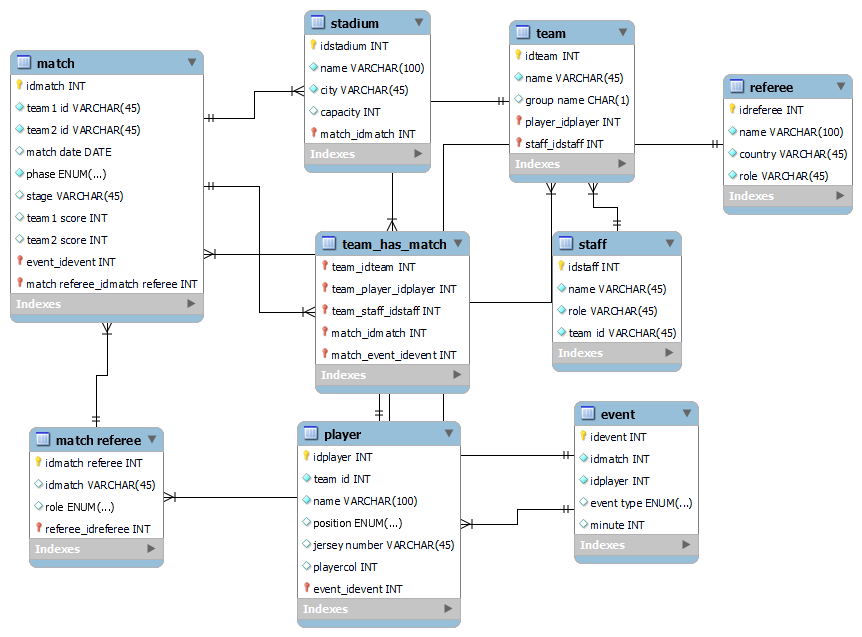 match
idmatch INT
team1 id VARCHAR(45)
team2 id VARCHAR(45)
match date DATE
phase ENUM(...)
stage VARCHAR(45)
team1 score INT
team2 score INT
event_idevent INT
match referee_idmatch referee INT
Indexes
stadium
idstadium INT
name VARCHAR(100)
city VARCHAR(45)
capacity INT
match_idmatch INT
Indexes
team
idteam INT
name VARCHAR(45)
group name CHAR(1)
player_idplayer INT
staff_idstaff INT
Indexes
referee
idreferee INT
name VARCHAR(100)
country VARCHAR(45)
role VARCHAR(45)
Indexes
team_has_match
team_idteam INT
team_player_idplayer INT
team_staff_idstaff INT
match_idmatch INT
match_event_idevent INT
Indexes
staff
idstaff INT
name VARCHAR(45)
role VARCHAR(45)
team id VARCHAR(45)
Indexes
match referee
idmatch referee INT
idmatch VARCHAR(45)
role ENUM(...)
referee_idreferee INT
Indexes
player
idplayer INT
team id INT
name VARCHAR(100)
position ENUM(...)
jersey number VARCHAR(45)
playercol INT
event_idevent INT
Indexes
event
idevent INT
idmatch INT
idplayer INT
event type ENUM(...)
minute INT
Indexes